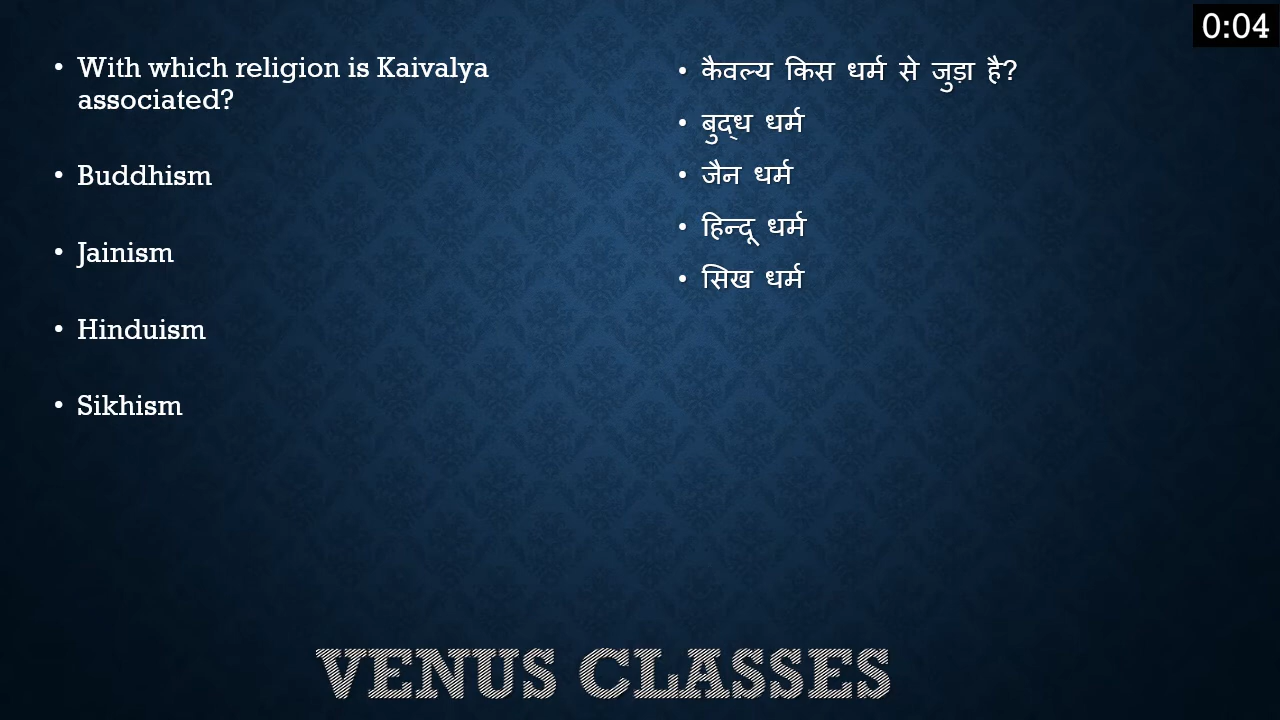 0:04
• With which religion is Kaivalya
associated?
• Buddhism
• Jainism
• Hinduism
• Sikhism
• कैवल्य किस धर्म से जुड़ा है?
• बुद्ध धर्म
• जैन धर्म
• हिन्दू धर्म
• सिख धर्म
VENUS CLASSES